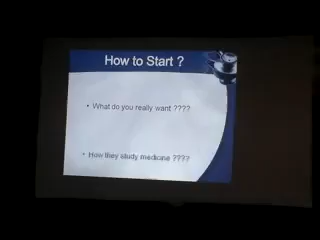 How to Start ?
• What do you really want ????
• How they study medicine ????